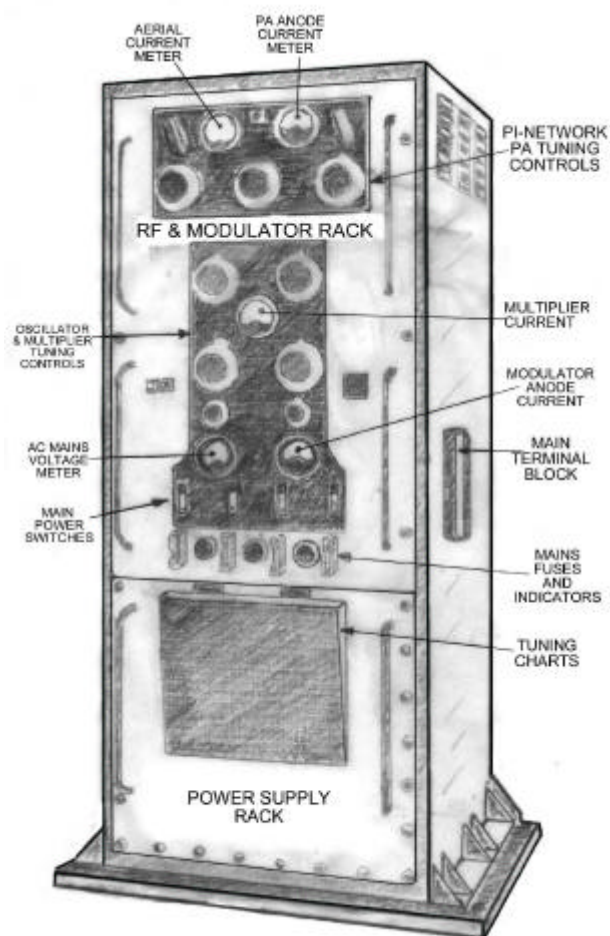 AERIAL
CURRENT
METER
PA ANODE
CURRENT
METER
PI-NETWORK
PA TUNING
CONTROLS
RF & MODULATOR RACK
OSCILLATOR
& MULTIPLIER
TUNING
CONTROLS
MULTIPLIER
CURRENT
MODULATOR
ANODE
CURRENT
AC MAINS
VOLTAGE
METER
MAIN
TERMINAL
BLOCK
MAIN
POWER
SWITCHES
MAINS
FUSES
AND
INDICATORS
TUNING
CHARTS
POWER SUPPLY
RACK